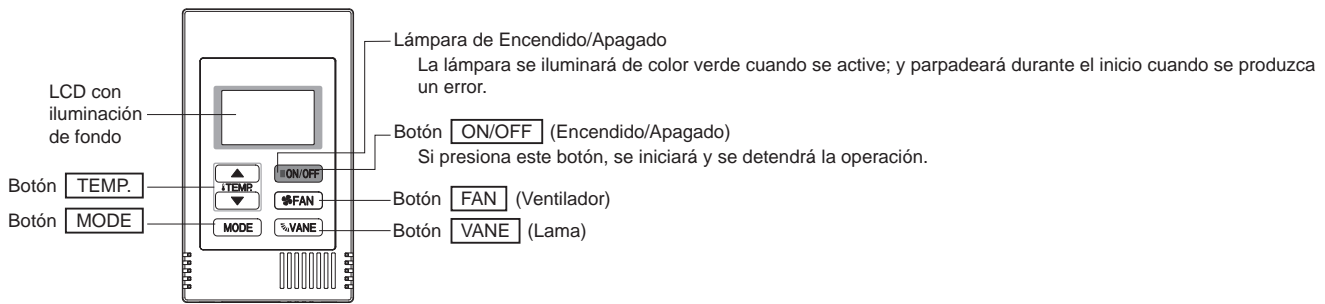 Lámpara de Encendido/Apagado
La lámpara se iluminará de color verde cuando se active; y parpadeará durante el inicio cuando se produzca
un error.
LCD con
iluminación
de fondo
Botón ON/OFF (Encendido/Apagado)
Si presiona este botón, se iniciará y se detendrá la operación.
Botón TEMP.
Botón MODE
ON/OFF
TEMP.
FAN
MODE
VANE
Botón FAN (Ventilador)
Botón VANE (Lama)